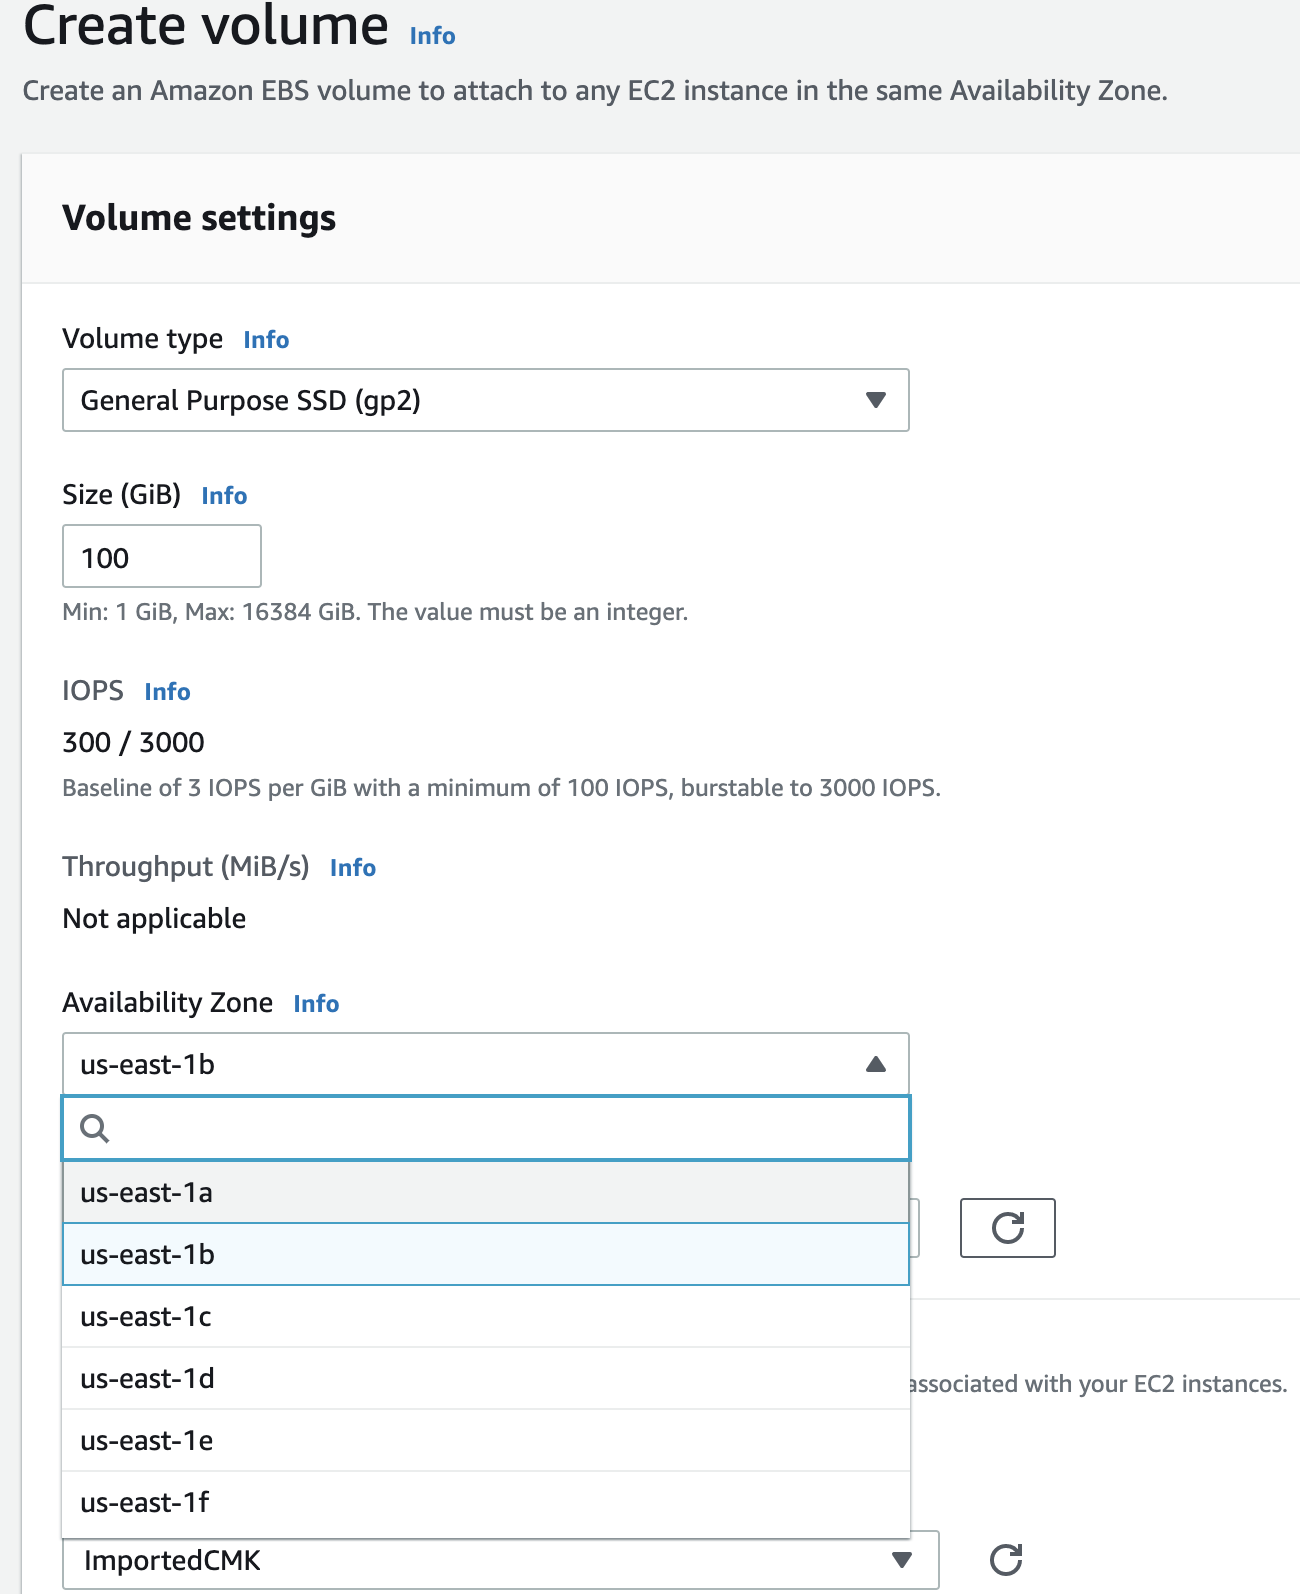 Create volume Info
Create an Amazon EBS volume to attach to any EC2 instance in the same Availability Zone.
Volume settings
Volume type Info
General Purpose SSD (gp2)
Size (GiB) Info
100
Min: 1 GiB, Max: 16384 GiB. The value must be an integer.
IOPS Info
300 / 3000
Baseline of 3 IOPS per GiB with a minimum of 100 IOPS, burstable to 3000 IOPS.
Throughput (MiB/s) Info
Not applicable
Availability Zone Info
us-east-1b
us-east-1a
us-east-1b
us-east-1c
us-east-1d
associated with your EC2 instances.
us-east-1e
us-east-1f
ImportedCMK